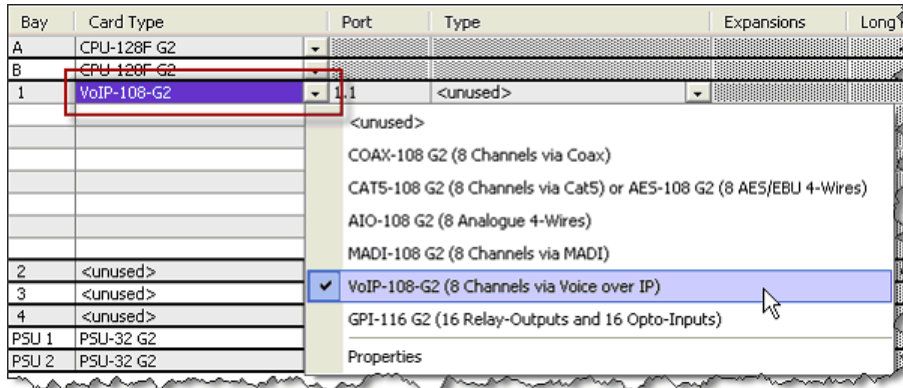 Bay Card Type Port Type Expansions Long
A CPU-128F G2
B CPU-128F G2
1 VoIP-108-G2 1.1 <unused>
<unused>
COAX-108 G2 (8 Channels via Coax)
CAT5-108 G2 (8 Channels via Cat5) or AES-108 G2 (8 AES/EBU 4-Wires)
AIO-108 G2 (8 Analogue 4-Wires)
MADI-108 G2 (8 Channels via MADI)
2 <unused>
VoIP-108-G2 (8 Channels via Voice over IP)
3 <unused>
4 <unused>
GPI-116 G2 (16 Relay-Outputs and 16 Opto-Inputs)
PSU 1 PSU-32 G2
PSU 2 PSU-32 G2
Properties